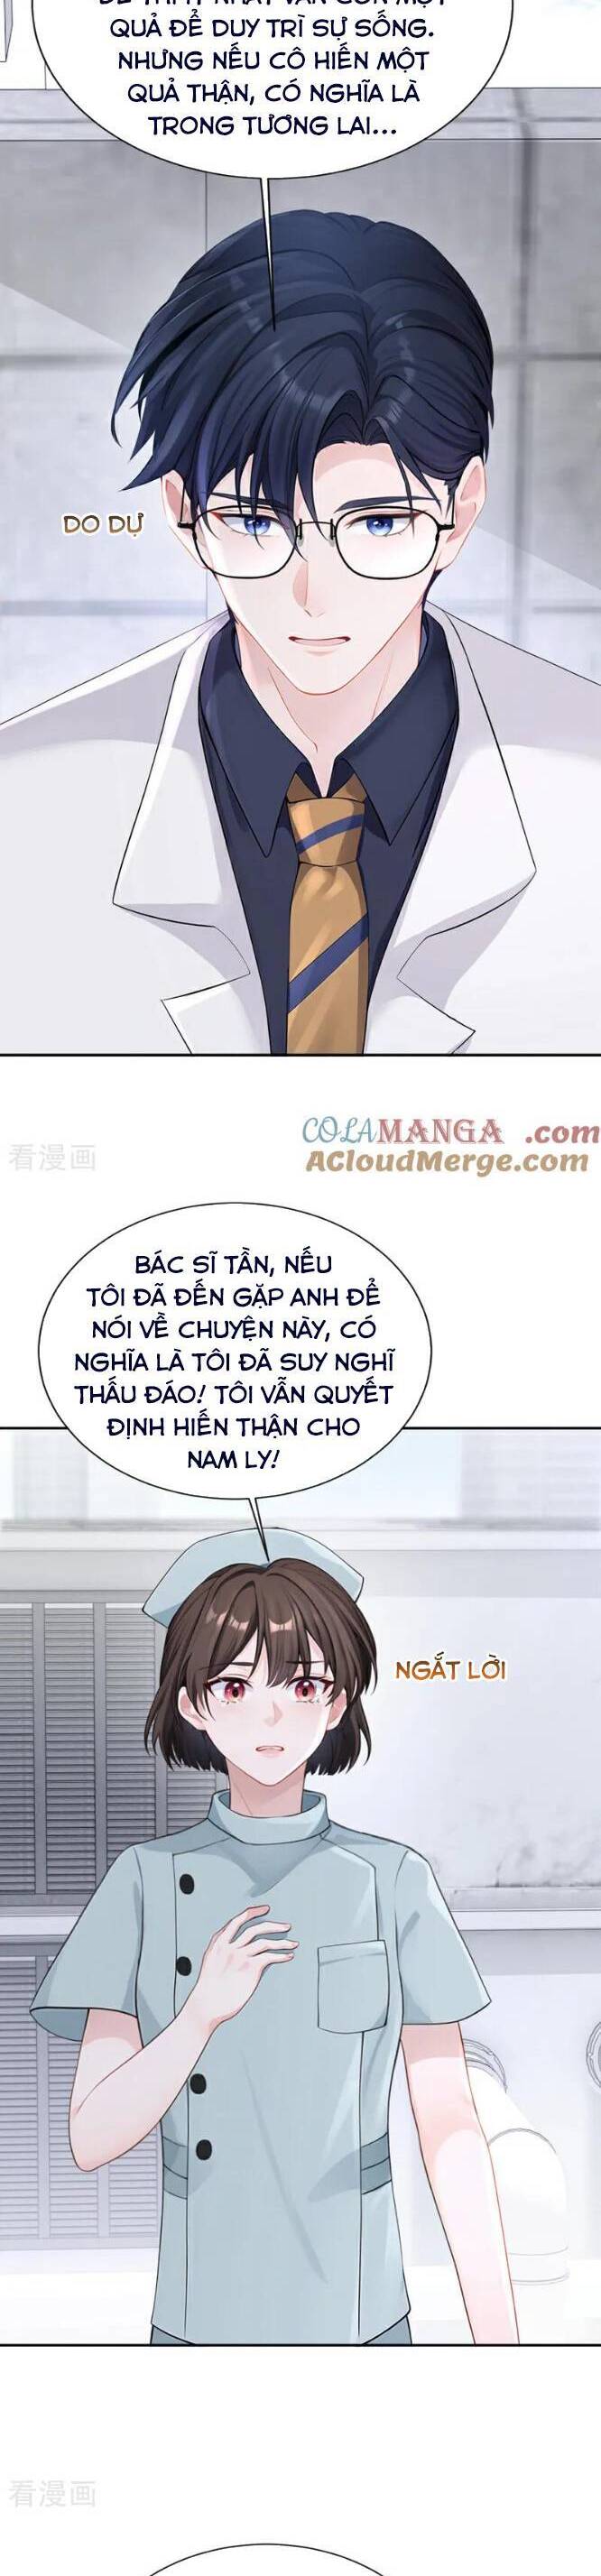 QUẢ ĐỂ DUY TRÌ SỰ SỐNG.
NHƯNG NẾU CÔ HIẾN MỘT
QUẢ THẬN, CÓ NGHĨA LÀ
TRONG TƯƠNG LAI...
DO DỰ
COLAMANGA.com
AcloudMerge.com
看漫画
BÁC SĨ TẦN, NẾU
TÔI ĐÃ ĐẾN GẶP ANH ĐỂ
NÓI VỀ CHUYỆN NÀY, CÓ
NGHĨA LÀ TÔI ĐÃ SUY NGHĨ
THẤU ĐÁO! TÔI VẪN QUYẾT
ĐỊNH HIẾN THẬN CHO
NAM LY!
NGẮT LỜI
看漫画